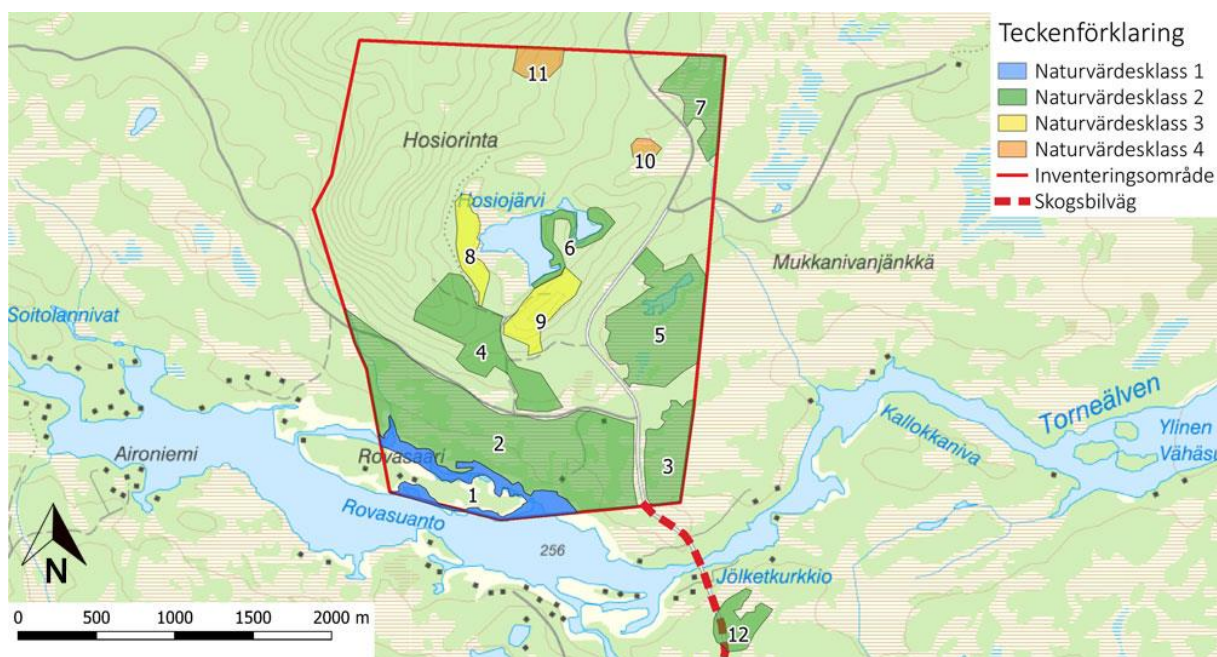 Teckenförklaring
Naturvärdesklass 1
Naturvärdesklass 2
Naturvärdesklass 3
Naturvärdesklass 4
Inventeringsområde
Skogsbilväg
11
7
Hosiorinta
10
Hosiojärvi
6
8
Mukkanivanjänkkä
Soitolannivat
9
5
4
Torneälven
Kallokkaniva
Ylinen
Vähäsu
2
Aironiemi
Rovasaari
3
1
Rovasuanto
256
N
Jölketkurkkio
0 500 1000 1500 2000 m
12